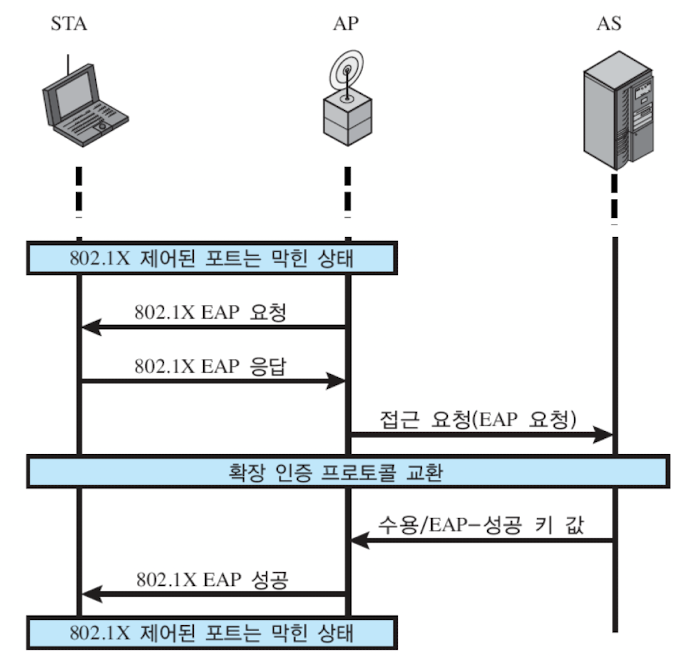 STA AP AS
802.1X 제어된 포트는 막힌 상태
802.1X EAP 요청
802.1X EAP 응답
접근 요청(EAP 요청)
확장 인증 프로토콜 교환
수용/EAP-성공 키 값
802.1X EAP 성공
802.1X 제어된 포트는 막힌 상태